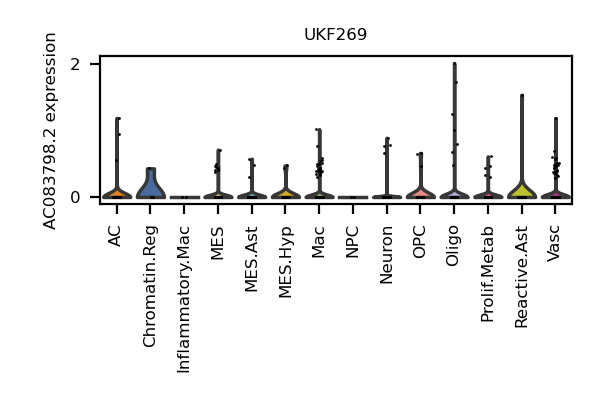 UKF269
AC083798.2 expression
2
0
AC
Chromatin.Reg
Inflammatory.Mac
MES
MES.Ast
MES.Hyp
Mac
NPC
Neuron
OPC
Oligo
Prolif.Metab
Reactive.Ast
Vasc